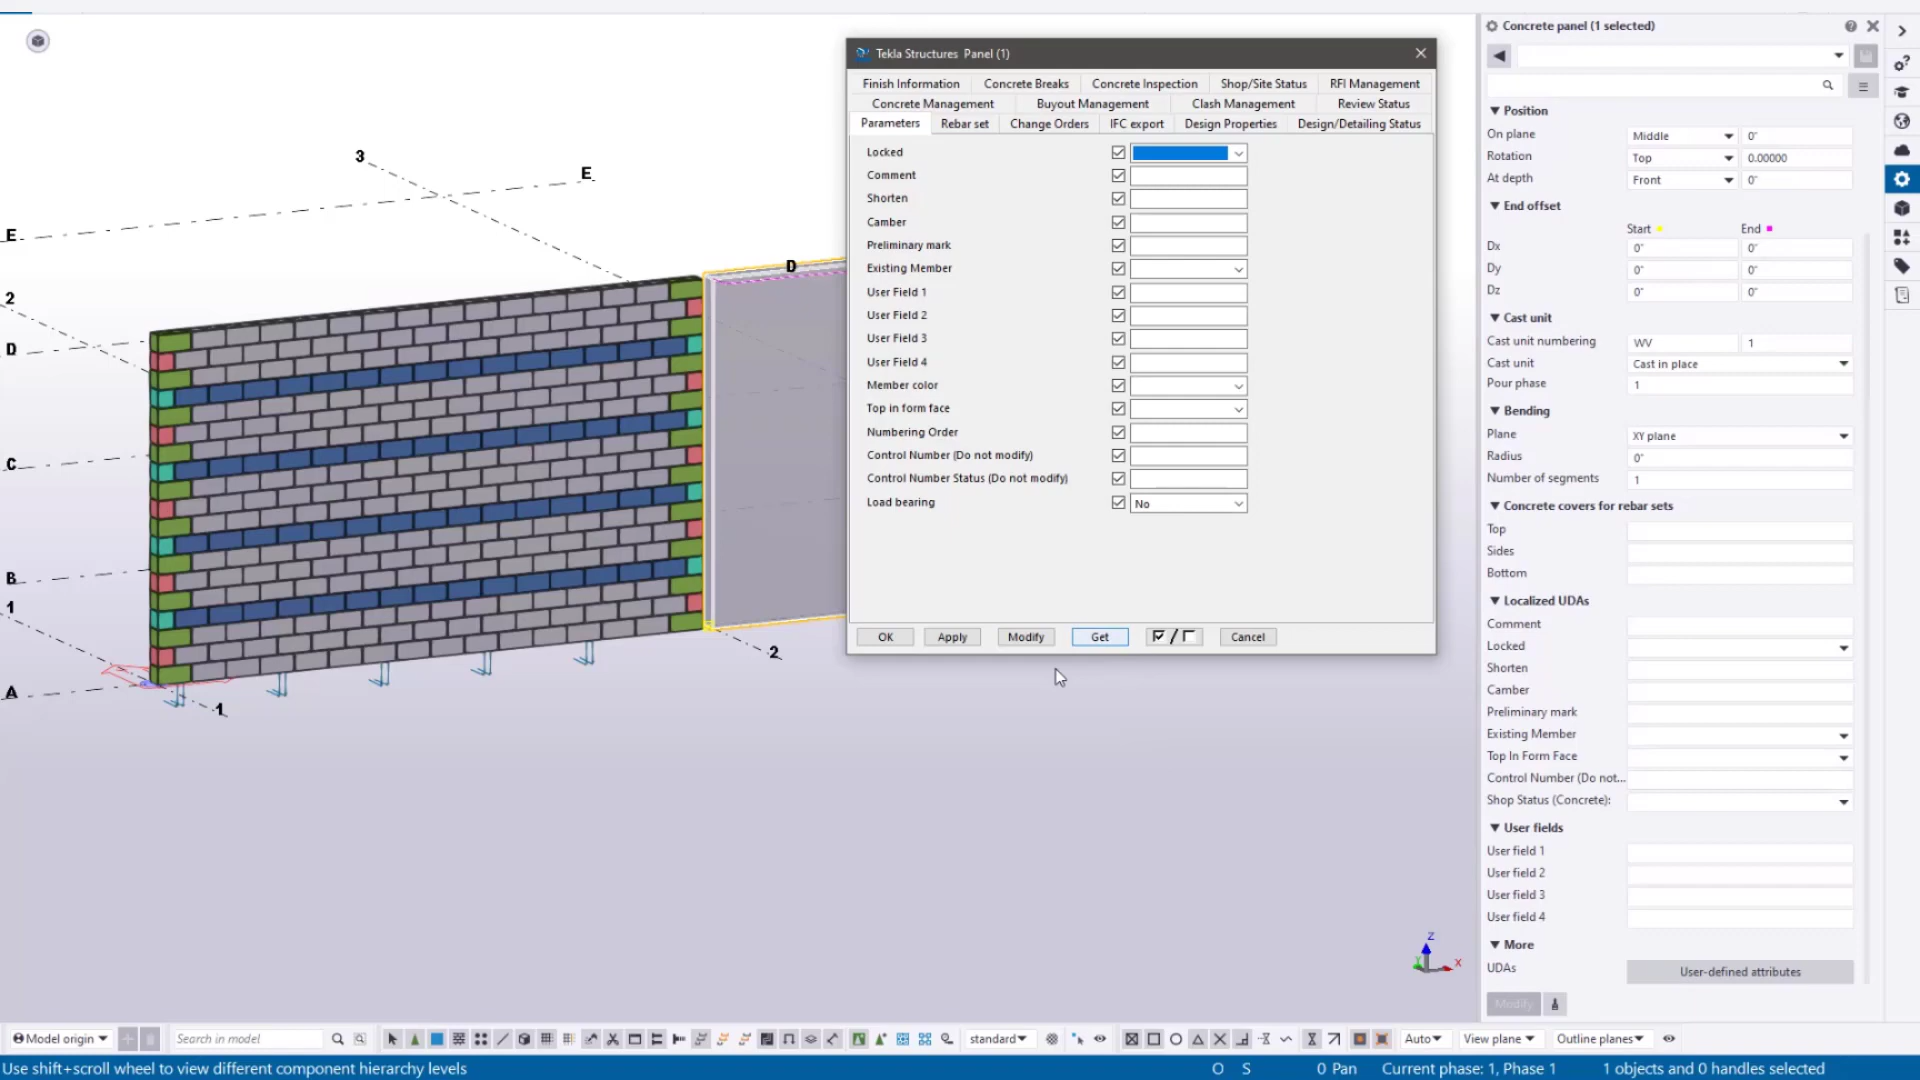 Tekla Structures Panel (1)
Finish Information Concrete Breaks Concrete Inspection Shop/Site Status RFI Management
Concrete Management Buyout Management Clash Management Review Status
Parameters Rebar set Change Orders IFC export Design Properties Design/Detailing Status
Locked
Comment
Shorten
Camber
Preliminary mark
Existing Member
User Field 1
User Field 2
User Field 3
User Field 4
Member color
Top in form face
Numbering Order
Control Number (Do not modify)
Control Number Status (Do not modify)
Load bearing No
OK Apply Modify Get / Cancel
3
E
E
D
2
D
C
B
1
A
1
2
Z
X
Concrete panel (1 selected)
Position
On plane Middle 0"
Rotation Top 0.00000
At depth Front 0"
End offset
Start End
Dx 0" 0"
Dy 0" 0"
Dz 0" 0"
Cast unit
Cast unit numbering WV 1
Cast unit Cast in place
Pour phase 1
Bending
Plane XY plane
Radius 0"
Number of segments 1
Concrete covers for rebar sets
Top
Sides
Bottom
Localized UDAs
Comment
Locked
Shorten
Camber
Preliminary mark
Existing Member
Top In Form Face
Control Number (Do not...
Shop Status (Concrete):
User fields
User field 1
User field 2
User field 3
User field 4
More
UDAs User-defined attributes
Modify
Model origin Search in model standard Auto View plane Outline planes
Use shift+scroll wheel to view different component hierarchy levels O S 0 Pan Current phase: 1, Phase 1 1 objects and 0 handles selected